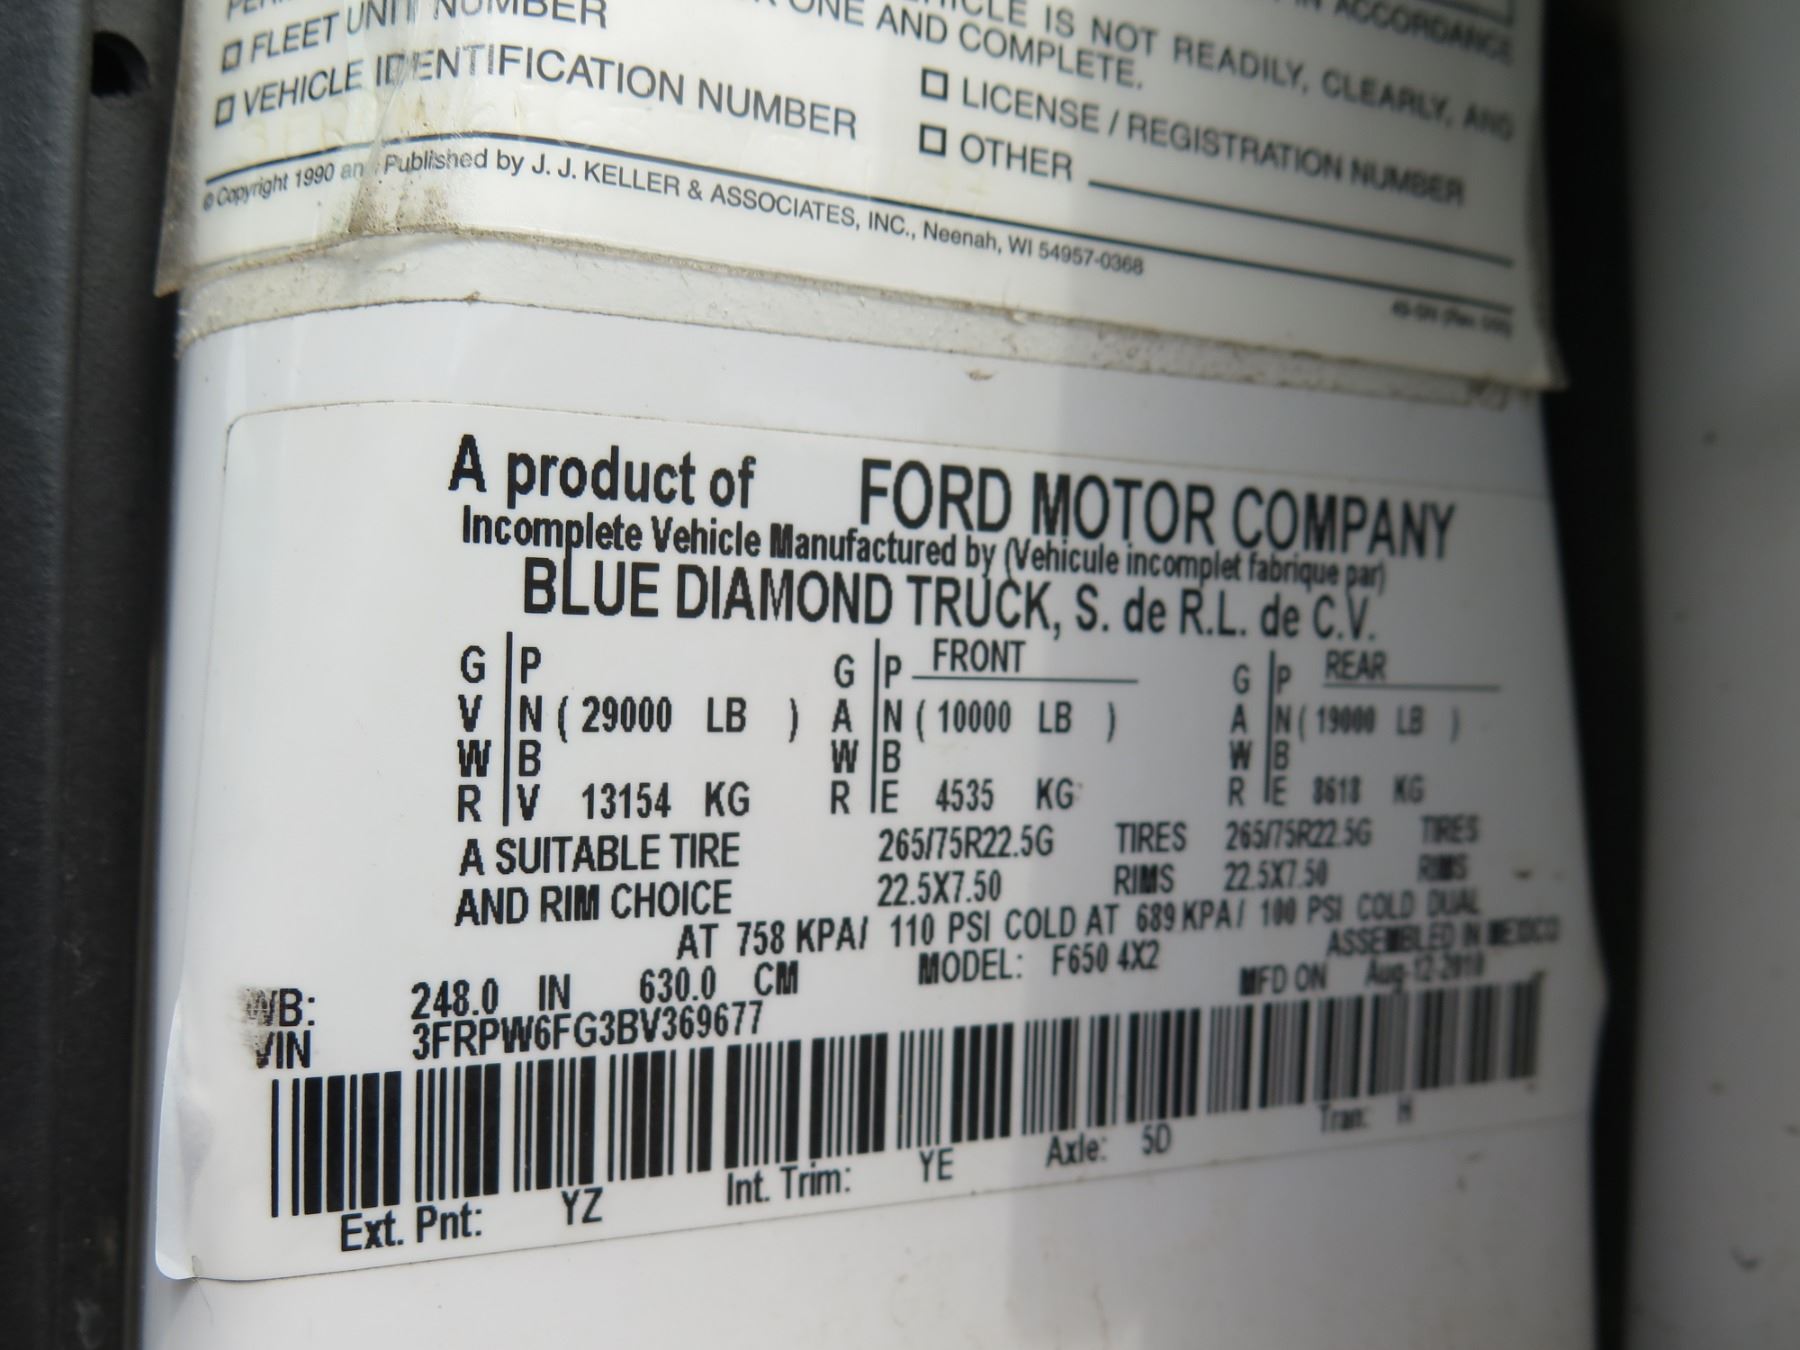 FLEET UNIT NUMBER
ONE AND COMPLETE.
IS NOT READILY, CLEARLY, AND
IN ACCORDANCE
VEHICLE IDENTIFICATION NUMBER
LICENSE / REGISTRATION NUMBER
OTHER
© Copyright 1990 an Published by J. J. KELLER & ASSOCIATES, INC., Neenah, WI 54957-0368
A product of FORD MOTOR COMPANY
Incomplete Vehicle Manufactured by (Vehicule incomplet fabrique par)
BLUE DIAMOND TRUCK, S. de R.L. de C.V.
G P G P FRONT G P REAR
V N ( 29000 LB ) A N ( 10000 LB ) A N ( 19000 LB )
W B W B W B
R V 13154 KG R E 4535 KG R E 8618 KG
A SUITABLE TIRE 265/75R22.5G TIRES 265/75R22.5G TIRES
AND RIM CHOICE 22.5X7.50 RIMS 22.5X7.50 RIMS
AT 758 KPA/ 110 PSI COLD AT 689 KPA/ 100 PSI COLD DUAL
ASSEMBLED IN MEXICO
WB: 248.0 IN 630.0 CM MODEL: F650 4X2 MFD ON Aug-12-2010
VIN 3FRPW6FG3BV369677
Ext. Pnt: YZ Int. Trim: YE Axle: 5D Tran: H